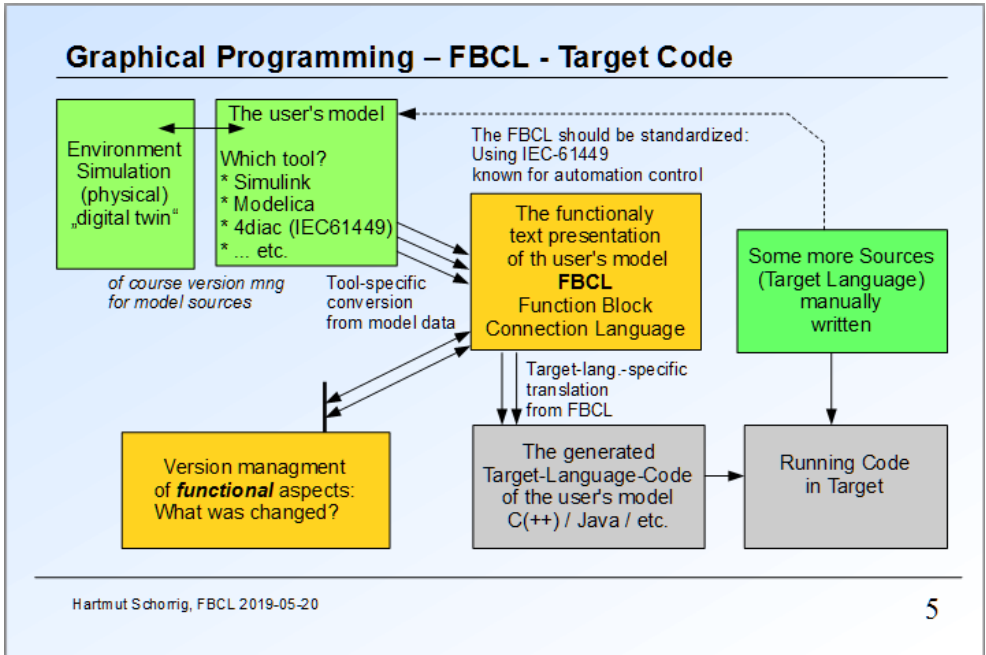 Graphical Programming – FBCL - Target Code
Environment
Simulation
(physical)
„digital twin“
The user's model
Which tool?
* Simulink
* Modelica
* 4diac (IEC61449)
* ... etc.
The FBCL should be standardized:
Using IEC-61449
known for automation control
of course version mng
for model sources
Tool-specific
conversion
from model data
The functionaly
text presentation
of th user's model
FBCL
Function Block
Connection Language
Some more Sources
(Target Language)
manually
written
Target-lang.-specific
translation
from FBCL
Version managment
of functional aspects:
What was changed?
The generated
Target-Language-Code
of the user's model
C(++) / Java / etc.
Running Code
in Target
Hartmut Schorrig, FBCL 2019-05-20
5